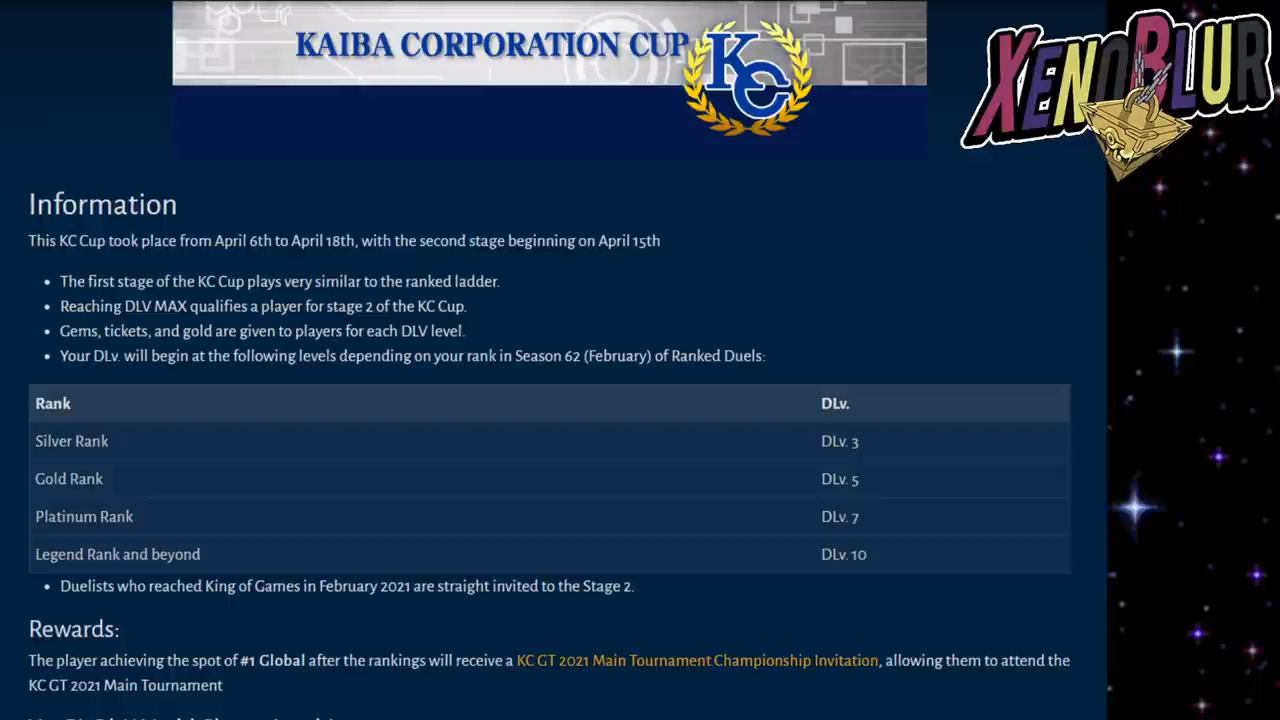 KAIBA CORPORATION CUP
KC
XENOBLUR
Information
This KC Cup took place from April 6th to April 18th, with the second stage beginning on April 15th
• The first stage of the KC Cup plays very similar to the ranked ladder.
• Reaching DLV MAX qualifies a player for stage 2 of the KC Cup.
• Gems, tickets, and gold are given to players for each DLV level.
• Your DLv. will begin at the following levels depending on your rank in Season 62 (February) of Ranked Duels:
Rank DLv.
Silver Rank DLv. 3
Gold Rank DLv. 5
Platinum Rank DLv. 7
Legend Rank and beyond DLv. 10
• Duelists who reached King of Games in February 2021 are straight invited to the Stage 2.
Rewards:
The player achieving the spot of #1 Global after the rankings will receive a KC GT 2021 Main Tournament Championship Invitation, allowing them to attend the
KC GT 2021 Main Tournament